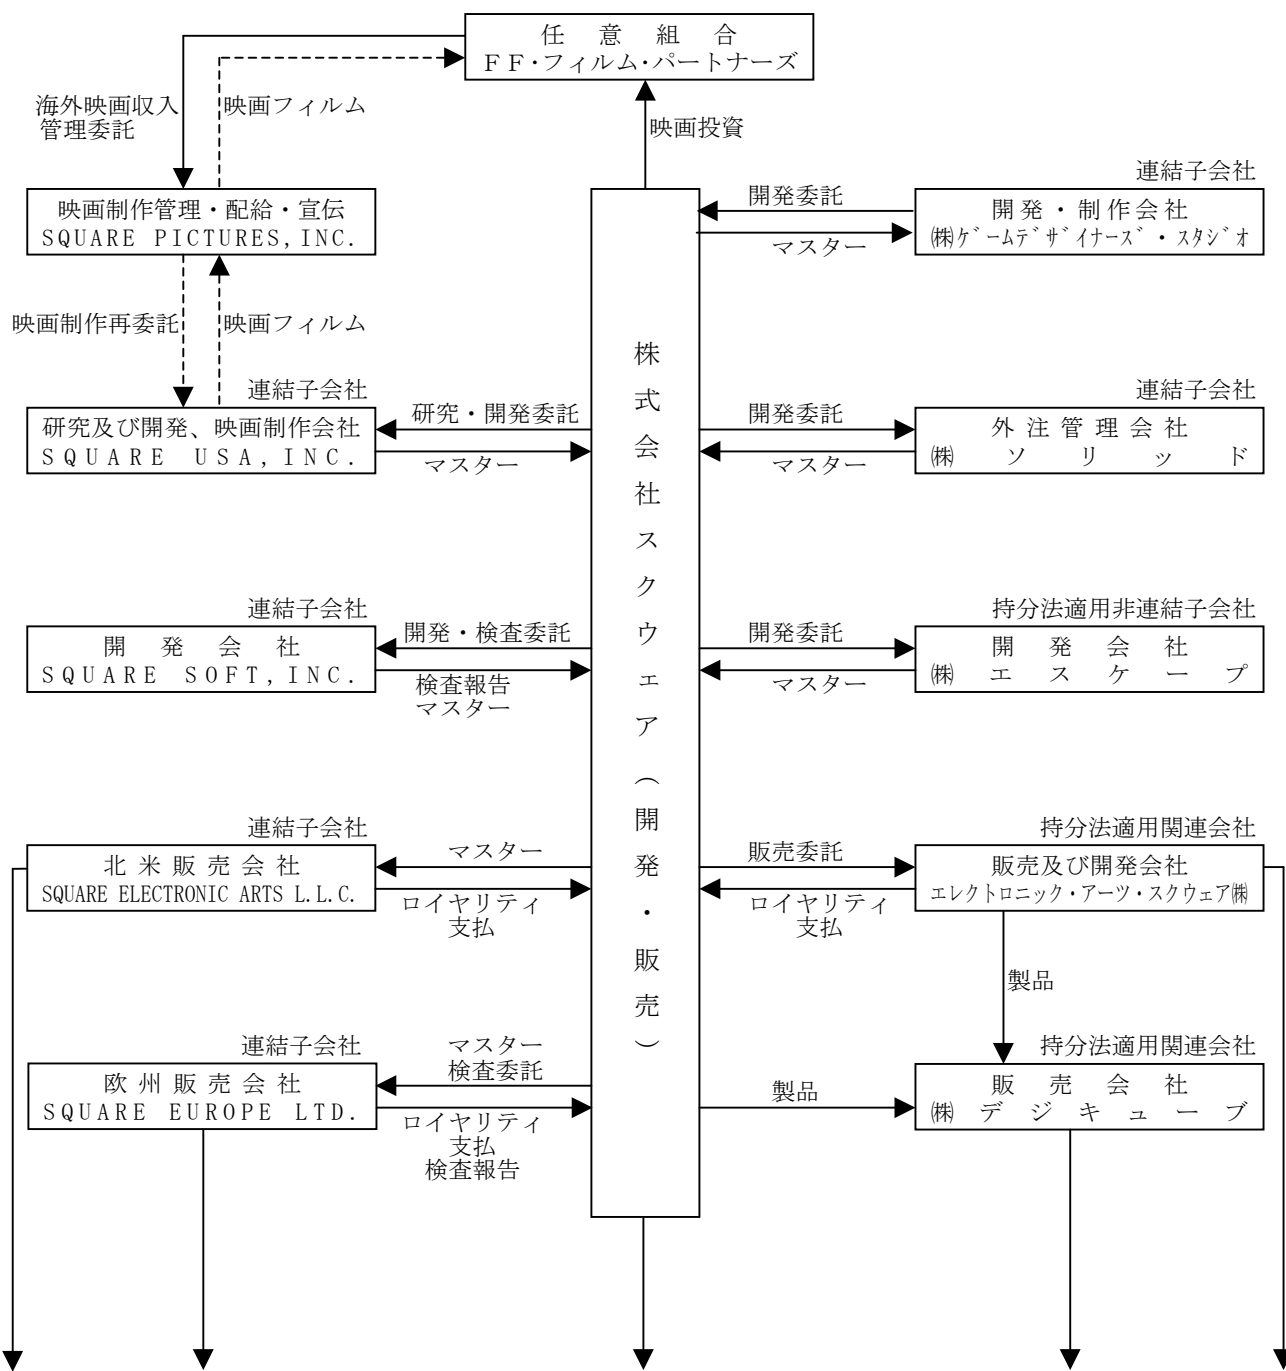 任意組合
ＦＦ・フィルム・パートナーズ
海外映画収入
管理委託
映画フィルム
映画投資
映画制作管理・配給・宣伝
SQUARE PICTURES,INC.
開発委託
マスター
連結子会社
開発・制作会社
㈱ｹﾞｰﾑﾃﾞｻﾞｲﾅｰｽﾞ・ｽﾀｼﾞｵ
映画制作再委託
映画フィルム
連結子会社
研究及び開発、映画制作会社
SQUARE USA,INC.
研究・開発委託
マスター
開発委託
マスター
連結子会社
外注管理会社
㈱ソリッド
株式会社スクウェア（開発・販売）
連結子会社
開発会社
SQUARE SOFT,INC.
開発・検査委託
検査報告
マスター
開発委託
マスター
持分法適用非連結子会社
開発会社
㈱エスケープ
連結子会社
北米販売会社
SQUARE ELECTRONIC ARTS L.L.C.
マスター
ロイヤリティ
支払
販売委託
ロイヤリティ
支払
持分法適用関連会社
販売及び開発会社
エレクトロニック・アーツ・スクウェア㈱
製品
連結子会社
欧州販売会社
SQUARE EUROPE LTD.
マスター
検査委託
ロイヤリティ
支払
検査報告
製品
持分法適用関連会社
販売会社
㈱デジキューブ